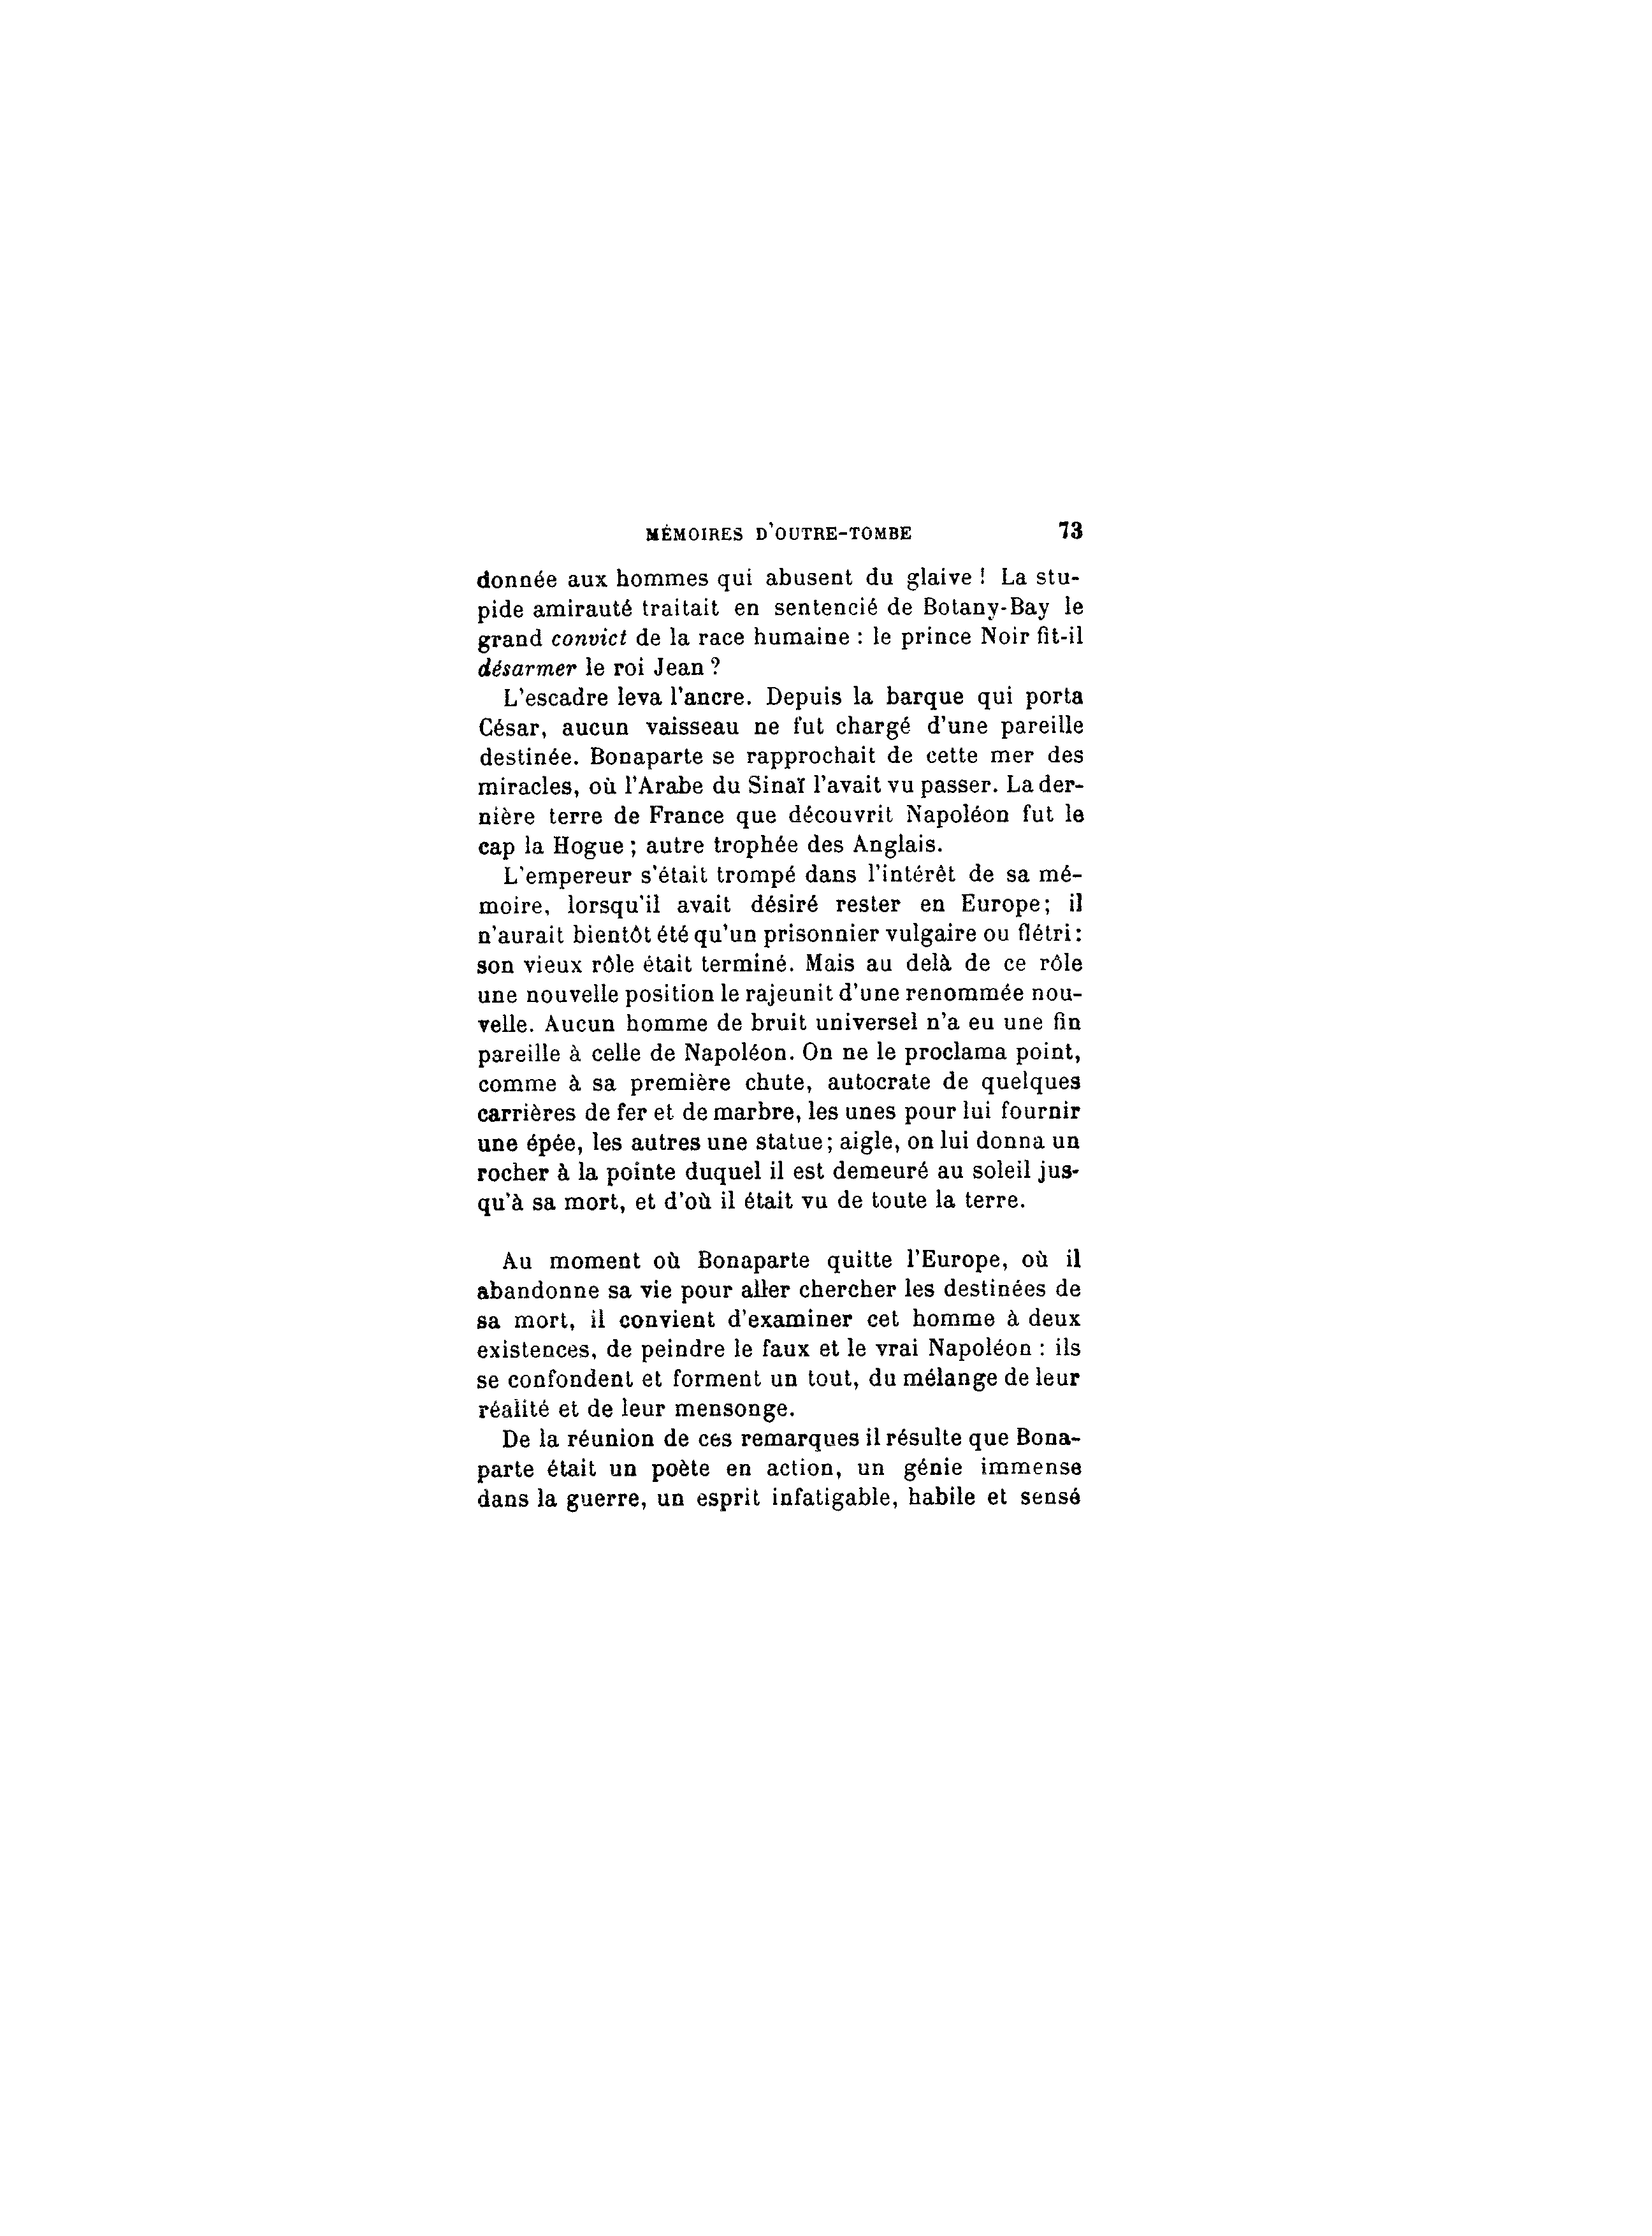 MÉMOIRES D'OUTRE-TOMBE 73
donnée aux hommes qui abusent du glaive ! La stu-
pide amirauté traitait en sentencié de Botany-Bay le
grand convict de la race humaine : le prince Noir fit-il
désarmer le roi Jean ?
L'escadre leva l'ancre. Depuis la barque qui porta
César, aucun vaisseau ne fut chargé d'une pareille
destinée. Bonaparte se rapprochait de cette mer des
miracles, où l'Arabe du Sinaï l'avait vu passer. La der-
nière terre de France que découvrit Napoléon fut le
cap la Hogue ; autre trophée des Anglais.
L'empereur s'était trompé dans l'intérêt de sa mé-
moire, lorsqu'il avait désiré rester en Europe; il
n'aurait bientôt été qu'un prisonnier vulgaire ou flétri :
son vieux rôle était terminé. Mais au delà de ce rôle
une nouvelle position le rajeunit d'une renommée nou-
velle. Aucun homme de bruit universel n'a eu une fin
pareille à celle de Napoléon. On ne le proclama point,
comme à sa première chute, autocrate de quelques
carrières de fer et de marbre, les unes pour lui fournir
une épée, les autres une statue; aigle, on lui donna un
rocher à la pointe duquel il est demeuré au soleil jus-
qu'à sa mort, et d'où il était vu de toute la terre.
Au moment où Bonaparte quitte l'Europe, où il
abandonne sa vie pour aller chercher les destinées de
sa mort, il convient d'examiner cet homme à deux
existences, de peindre le faux et le vrai Napoléon : ils
se confondent et forment un tout, du mélange de leur
réalité et de leur mensonge.
De la réunion de ces remarques il résulte que Bona-
parte était un poète en action, un génie immense
dans la guerre, un esprit infatigable, habile et sensé